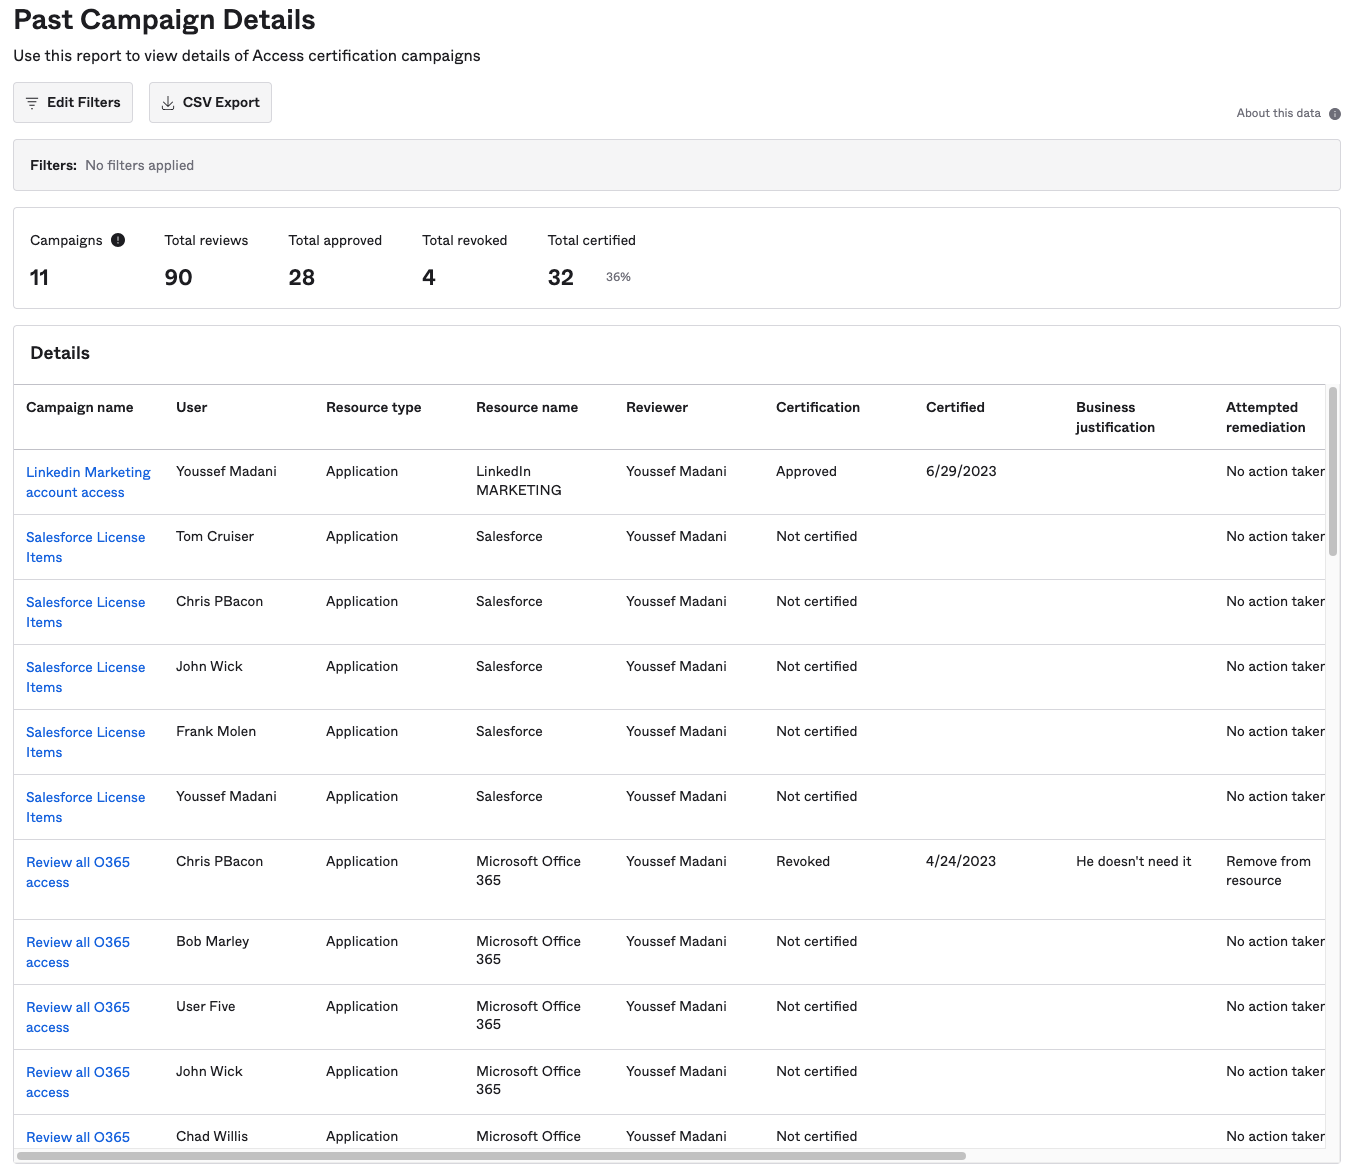 Past Campaign Details
Use this report to view details of Access certification campaigns
Edit Filters
CSV Export
About this data
Filters: No filters applied
Campaigns Total reviews Total approved Total revoked Total certified
11 90 28 4 32 36%
Details
Campaign name User Resource type Resource name Reviewer Certification Certified Business justification Attempted remediation
Linkedin Marketing account access Youssef Madani Application LinkedIn MARKETING Youssef Madani Approved 6/29/2023 No action taken
Salesforce License Items Tom Cruiser Application Salesforce Youssef Madani Not certified No action taken
Salesforce License Items Chris PBacon Application Salesforce Youssef Madani Not certified No action taken
Salesforce License Items John Wick Application Salesforce Youssef Madani Not certified No action taken
Salesforce License Items Frank Molen Application Salesforce Youssef Madani Not certified No action taken
Salesforce License Items Youssef Madani Application Salesforce Youssef Madani Not certified No action taken
Review all O365 access Chris PBacon Application Microsoft Office 365 Youssef Madani Revoked 4/24/2023 He doesn't need it Remove from resource
Review all O365 access Bob Marley Application Microsoft Office 365 Youssef Madani Not certified No action taken
Review all O365 access User Five Application Microsoft Office 365 Youssef Madani Not certified No action taken
Review all O365 access John Wick Application Microsoft Office 365 Youssef Madani Not certified No action taken
Review all O365 Chad Willis Application Microsoft Office Youssef Madani Not certified No action taken